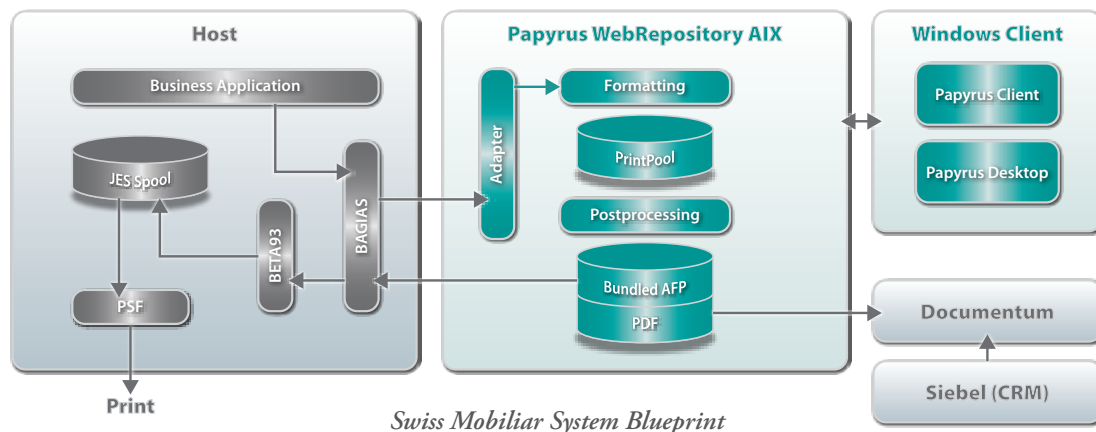 Host
Business Application
JES Spool
BETA93
BAGIAS
PSF
Print
Papyrus WebRepository AIX
Adapter
Formatting
PrintPool
Postprocessing
Bundled AFP
PDF
Windows Client
Papyrus Client
Papyrus Desktop
Documentum
Siebel (CRM)
Swiss Mobiliar System Blueprint